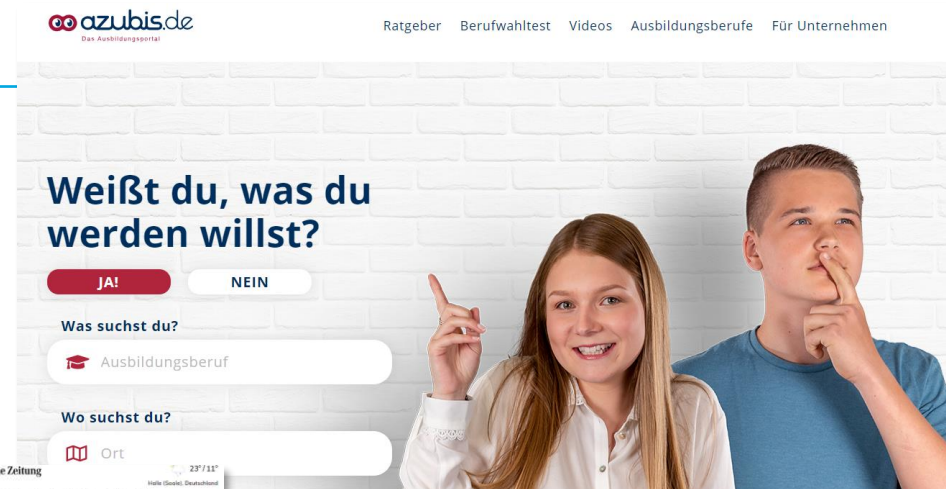 azubis.de
Das Ausbildungsportal
Ratgeber Berufwahltest Videos Ausbildungsberufe Für Unternehmen
Weißt du, was du
werden willst?
JA! NEIN
Was suchst du?
Ausbildungsberuf
Wo suchst du?
Ort
e Zeitung
23°/11°
Halle (Saale), Deutschland